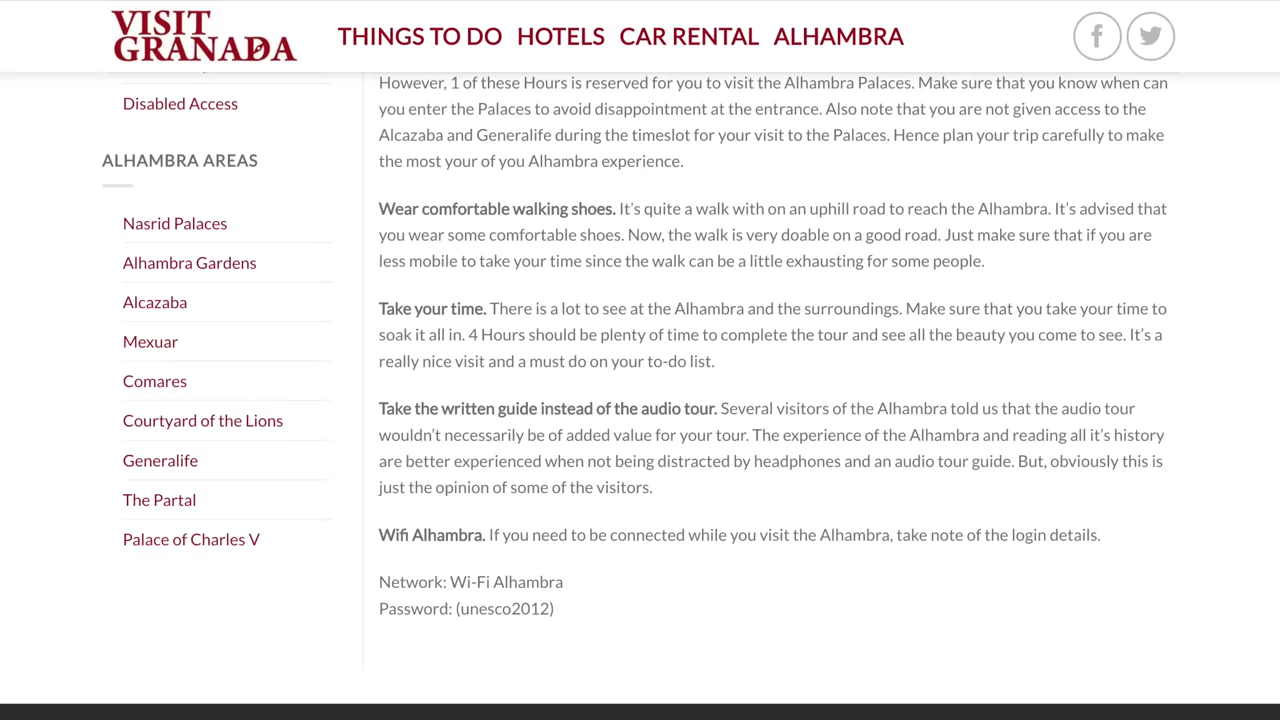 VISIT
GRANADA
THINGS TO DO HOTELS CAR RENTAL ALHAMBRA
Disabled Access
ALHAMBRA AREAS
Nasrid Palaces
Alhambra Gardens
Alcazaba
Mexuar
Comares
Courtyard of the Lions
Generalife
The Partal
Palace of Charles V
However, 1 of these Hours is reserved for you to visit the Alhambra Palaces. Make sure that you know when can
you enter the Palaces to avoid disappointment at the entrance. Also note that you are not given access to the
Alcazaba and Generalife during the timeslot for your visit to the Palaces. Hence plan your trip carefully to make
the most your of you Alhambra experience.
Wear comfortable walking shoes. It’s quite a walk with on an uphill road to reach the Alhambra. It’s advised that
you wear some comfortable shoes. Now, the walk is very doable on a good road. Just make sure that if you are
less mobile to take your time since the walk can be a little exhausting for some people.
Take your time. There is a lot to see at the Alhambra and the surroundings. Make sure that you take your time to
soak it all in. 4 Hours should be plenty of time to complete the tour and see all the beauty you come to see. It’s a
really nice visit and a must do on your to-do list.
Take the written guide instead of the audio tour. Several visitors of the Alhambra told us that the audio tour
wouldn’t necessarily be of added value for your tour. The experience of the Alhambra and reading all it’s history
are better experienced when not being distracted by headphones and an audio tour guide. But, obviously this is
just the opinion of some of the visitors.
Wifi Alhambra. If you need to be connected while you visit the Alhambra, take note of the login details.
Network: Wi-Fi Alhambra
Password: (unesco2012)